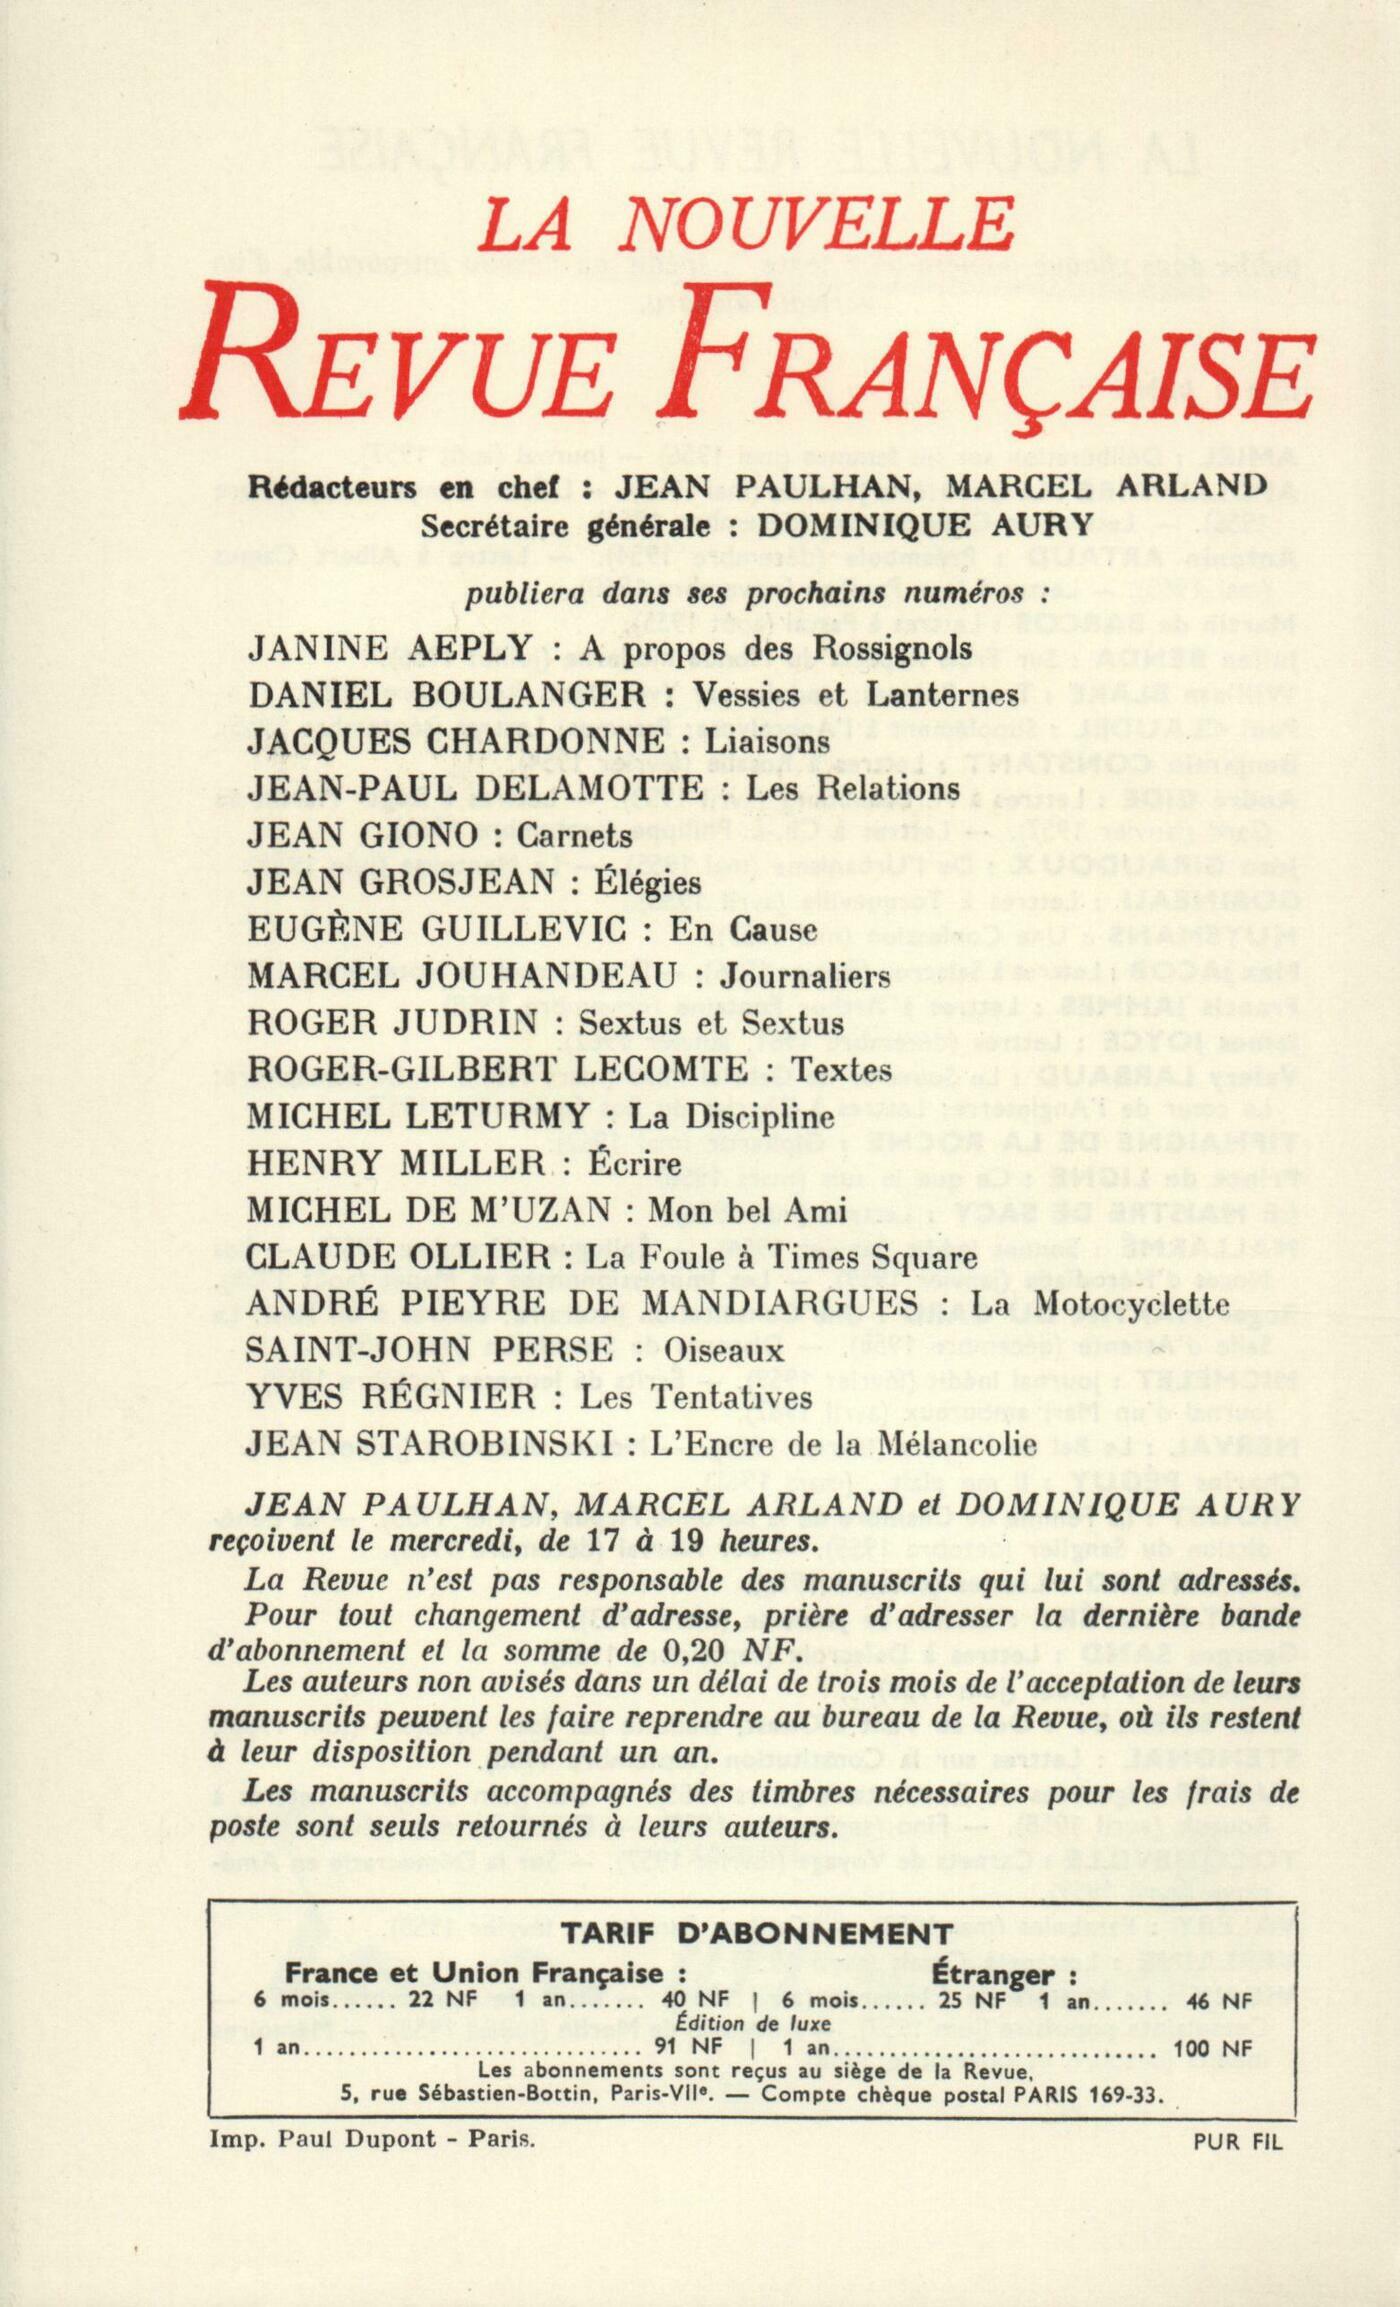 LA NOUVELLE
REVUE FRANÇAISE
Rédacteurs en chef : JEAN PAULHAN, MARCEL ARLAND
Secrétaire générale : DOMINIQUE AURY
publiera dans ses prochains numéros :
JANINE AEPLY : A propos des Rossignols
DANIEL BOULANGER : Vessies et Lanternes
JACQUES CHARDONNE : Liaisons
JEAN-PAUL DELAMOTTE : Les Relations
JEAN GIONO : Carnets
JEAN GROSJEAN : Élégies
EUGÈNE GUILLEVIC : En Cause
MARCEL JOUHANDEAU : Journaliers
ROGER JUDRIN : Sextus et Sextus
ROGER-GILBERT LECOMTE : Textes
MICHEL LETURMY : La Discipline
HENRY MILLER : Écrire
MICHEL DE M'UZAN : Mon bel Ami
CLAUDE OLLIER : La Foule à Times Square
ANDRÉ PIEYRE DE MANDIARGUES : La Motocyclette
SAINT-JOHN PERSE : Oiseaux
YVES RÉGNIER : Les Tentatives
JEAN STAROBINSKI : L'Encre de la Mélancolie
JEAN PAULHAN, MARCEL ARLAND et DOMINIQUE AURY
reçoivent le mercredi, de 17 à 19 heures.
La Revue n'est pas responsable des manuscrits qui lui sont adressés.
Pour tout changement d'adresse, prière d'adresser la dernière bande
d'abonnement et la somme de 0,20 NF.
Les auteurs non avisés dans un délai de trois mois de l'acceptation de leurs
manuscrits peuvent les faire reprendre au bureau de la Revue, où ils restent
à leur disposition pendant un an.
Les manuscrits accompagnés des timbres nécessaires pour les frais de
poste sont seuls retournés à leurs auteurs.
TARIF D'ABONNEMENT
France et Union Française : Étranger :
6 mois...... 22 NF 1 an....... 40 NF | 6 mois...... 25 NF 1 an....... 46 NF
Édition de luxe
1 an............................. 91 NF | 1 an............................ 100 NF
Les abonnements sont reçus au siège de la Revue,
5, rue Sébastien-Bottin, Paris-VIIe. — Compte chèque postal PARIS 169-33.
Imp. Paul Dupont - Paris. PUR FIL